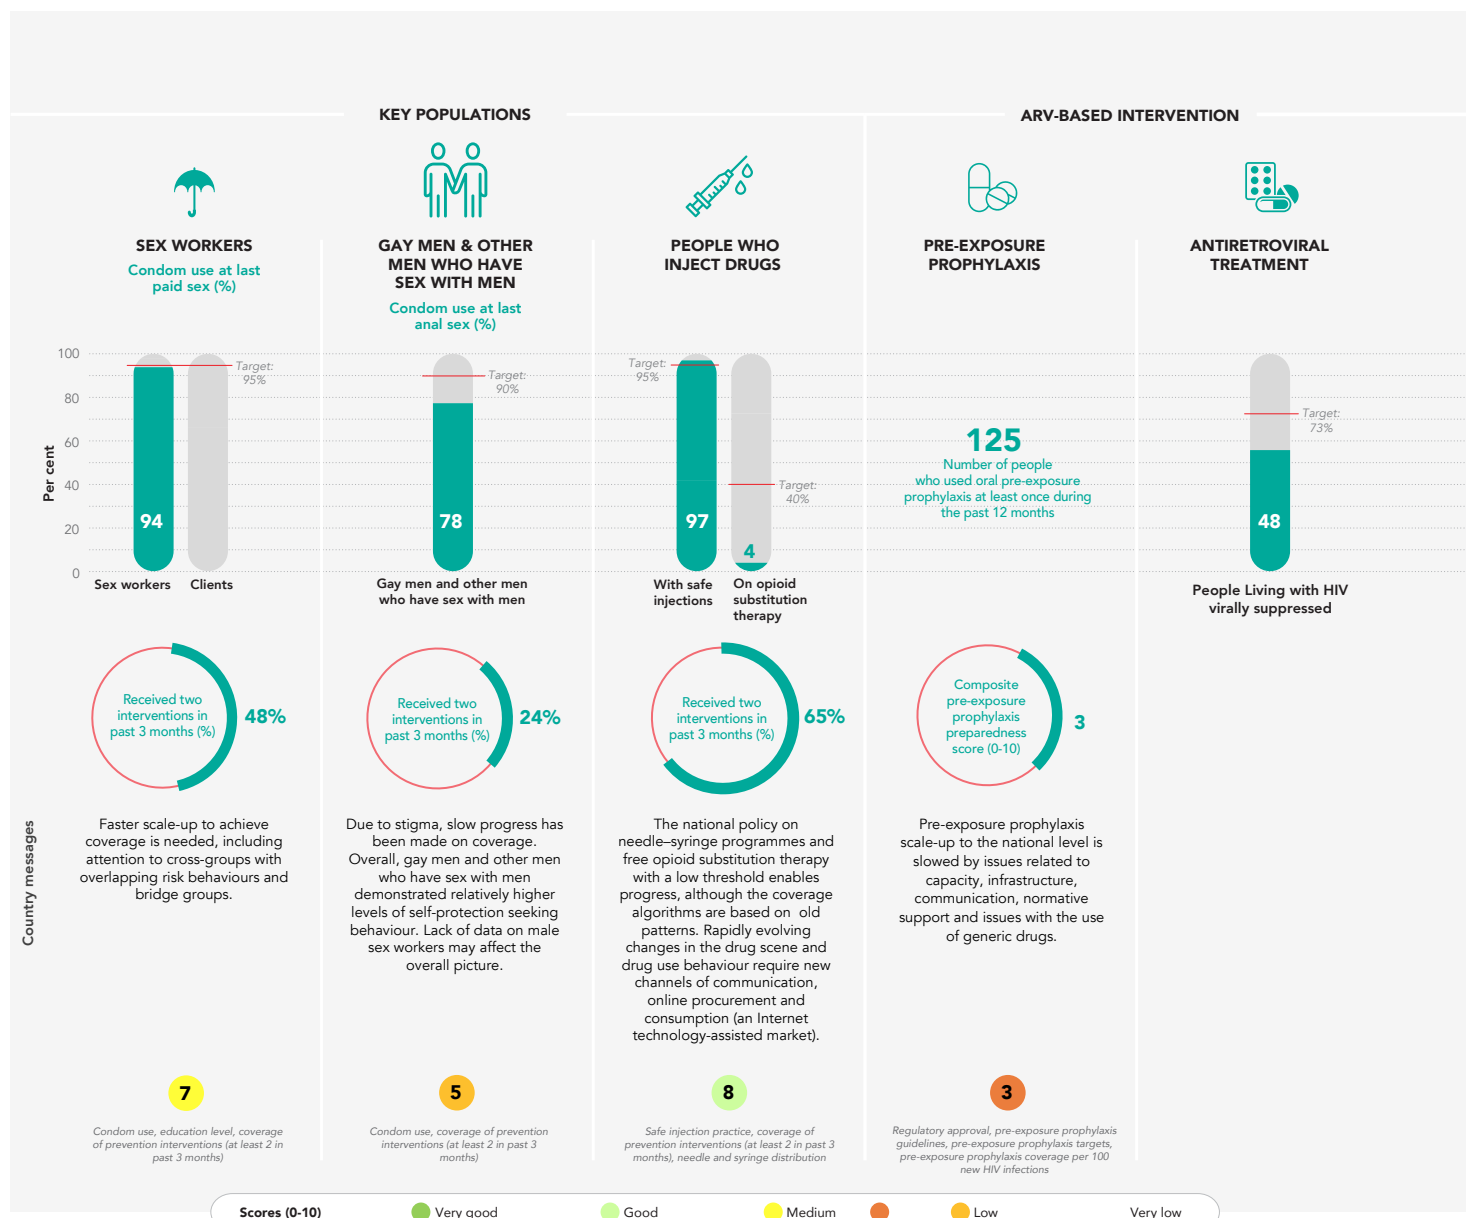 KEY POPULATIONS
ARV-BASED INTERVENTION
SEX WORKERS
Condom use at last
paid sex (%)
GAY MEN & OTHER
MEN WHO HAVE
SEX WITH MEN
Condom use at last
anal sex (%)
PEOPLE WHO
INJECT DRUGS
PRE-EXPOSURE
PROPHYLAXIS
ANTIRETROVIRAL
TREATMENT
Per cent
100
80
60
40
20
0
Target:
95%
94
Sex workers
Clients
Target:
90%
78
Gay men and other men
who have sex with men
Target:
95%
97
With safe
injections
Target:
40%
4
On opioid
substitution
therapy
125
Number of people
who used oral pre-exposure
prophylaxis at least once during
the past 12 months
Target:
73%
48
People Living with HIV
virally suppressed
Received two
interventions in
past 3 months (%)
48%
Received two
interventions in
past 3 months (%)
24%
Received two
interventions in
past 3 months (%)
65%
Composite
pre-exposure
prophylaxis
preparedness
score (0-10)
3
Country messages
Faster scale-up to achieve
coverage is needed, including
attention to cross-groups with
overlapping risk behaviours and
bridge groups.
Due to stigma, slow progress has
been made on coverage.
Overall, gay men and other men
who have sex with men
demonstrated relatively higher
levels of self-protection seeking
behaviour. Lack of data on male
sex workers may affect the
overall picture.
The national policy on
needle–syringe programmes and
free opioid substitution therapy
with a low threshold enables
progress, although the coverage
algorithms are based on  old
patterns. Rapidly evolving
changes in the drug scene and
drug use behaviour require new
channels of communication,
online procurement and
consumption (an Internet
technology-assisted market).
Pre-exposure prophylaxis
scale-up to the national level is
slowed by issues related to
capacity, infrastructure,
communication, normative
support and issues with the use
of generic drugs.
7
Condom use, education level, coverage
of prevention interventions (at least 2 in
past 3 months)
5
Condom use, coverage of prevention
interventions (at least 2 in past 3
months)
8
Safe injection practice, coverage of
prevention interventions (at least 2 in past 3
months), needle and syringe distribution
3
Regulatory approval, pre-exposure prophylaxis
guidelines, pre-exposure prophylaxis targets,
pre-exposure prophylaxis coverage per 100
new HIV infections
Scores (0-10)
Very good
Good
Medium
Low
Very low